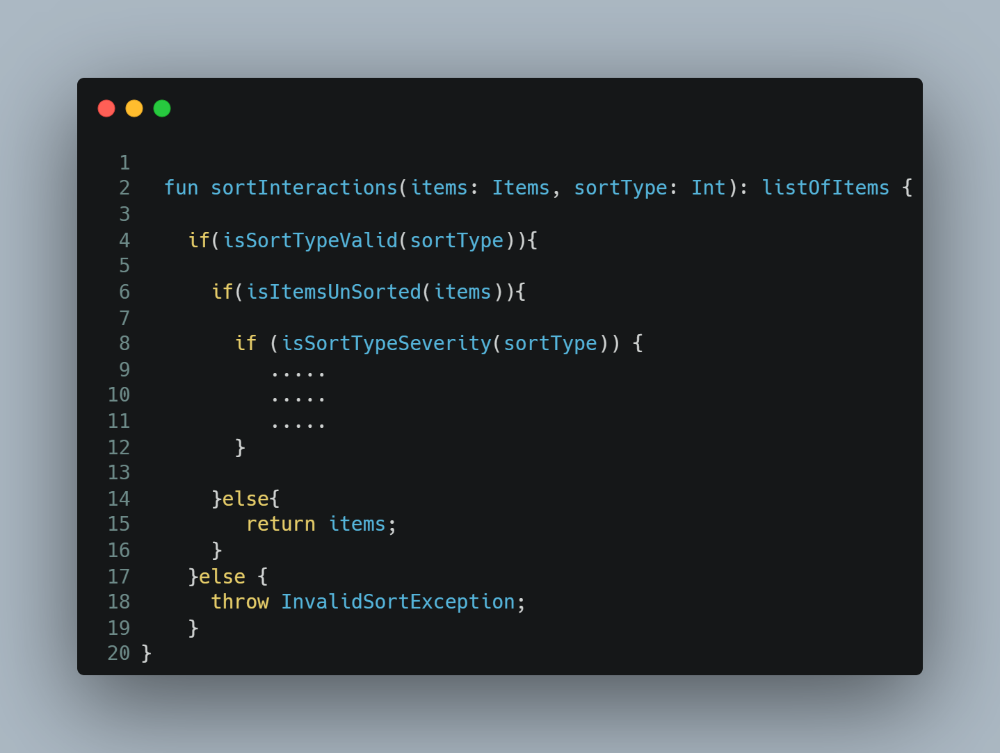 1
2 fun sortInteractions(items: Items, sortType: Int): listOfItems {
3
4 if(isSortTypeValid(sortType)){
5
6 if(isItemsUnSorted(items)){
7
8 if (isSortTypeSeverity(sortType)) {
9 .....
10 .....
11 .....
12 }
13
14 }else{
15 return items;
16 }
17 }else {
18 throw InvalidSortException;
19 }
20 }